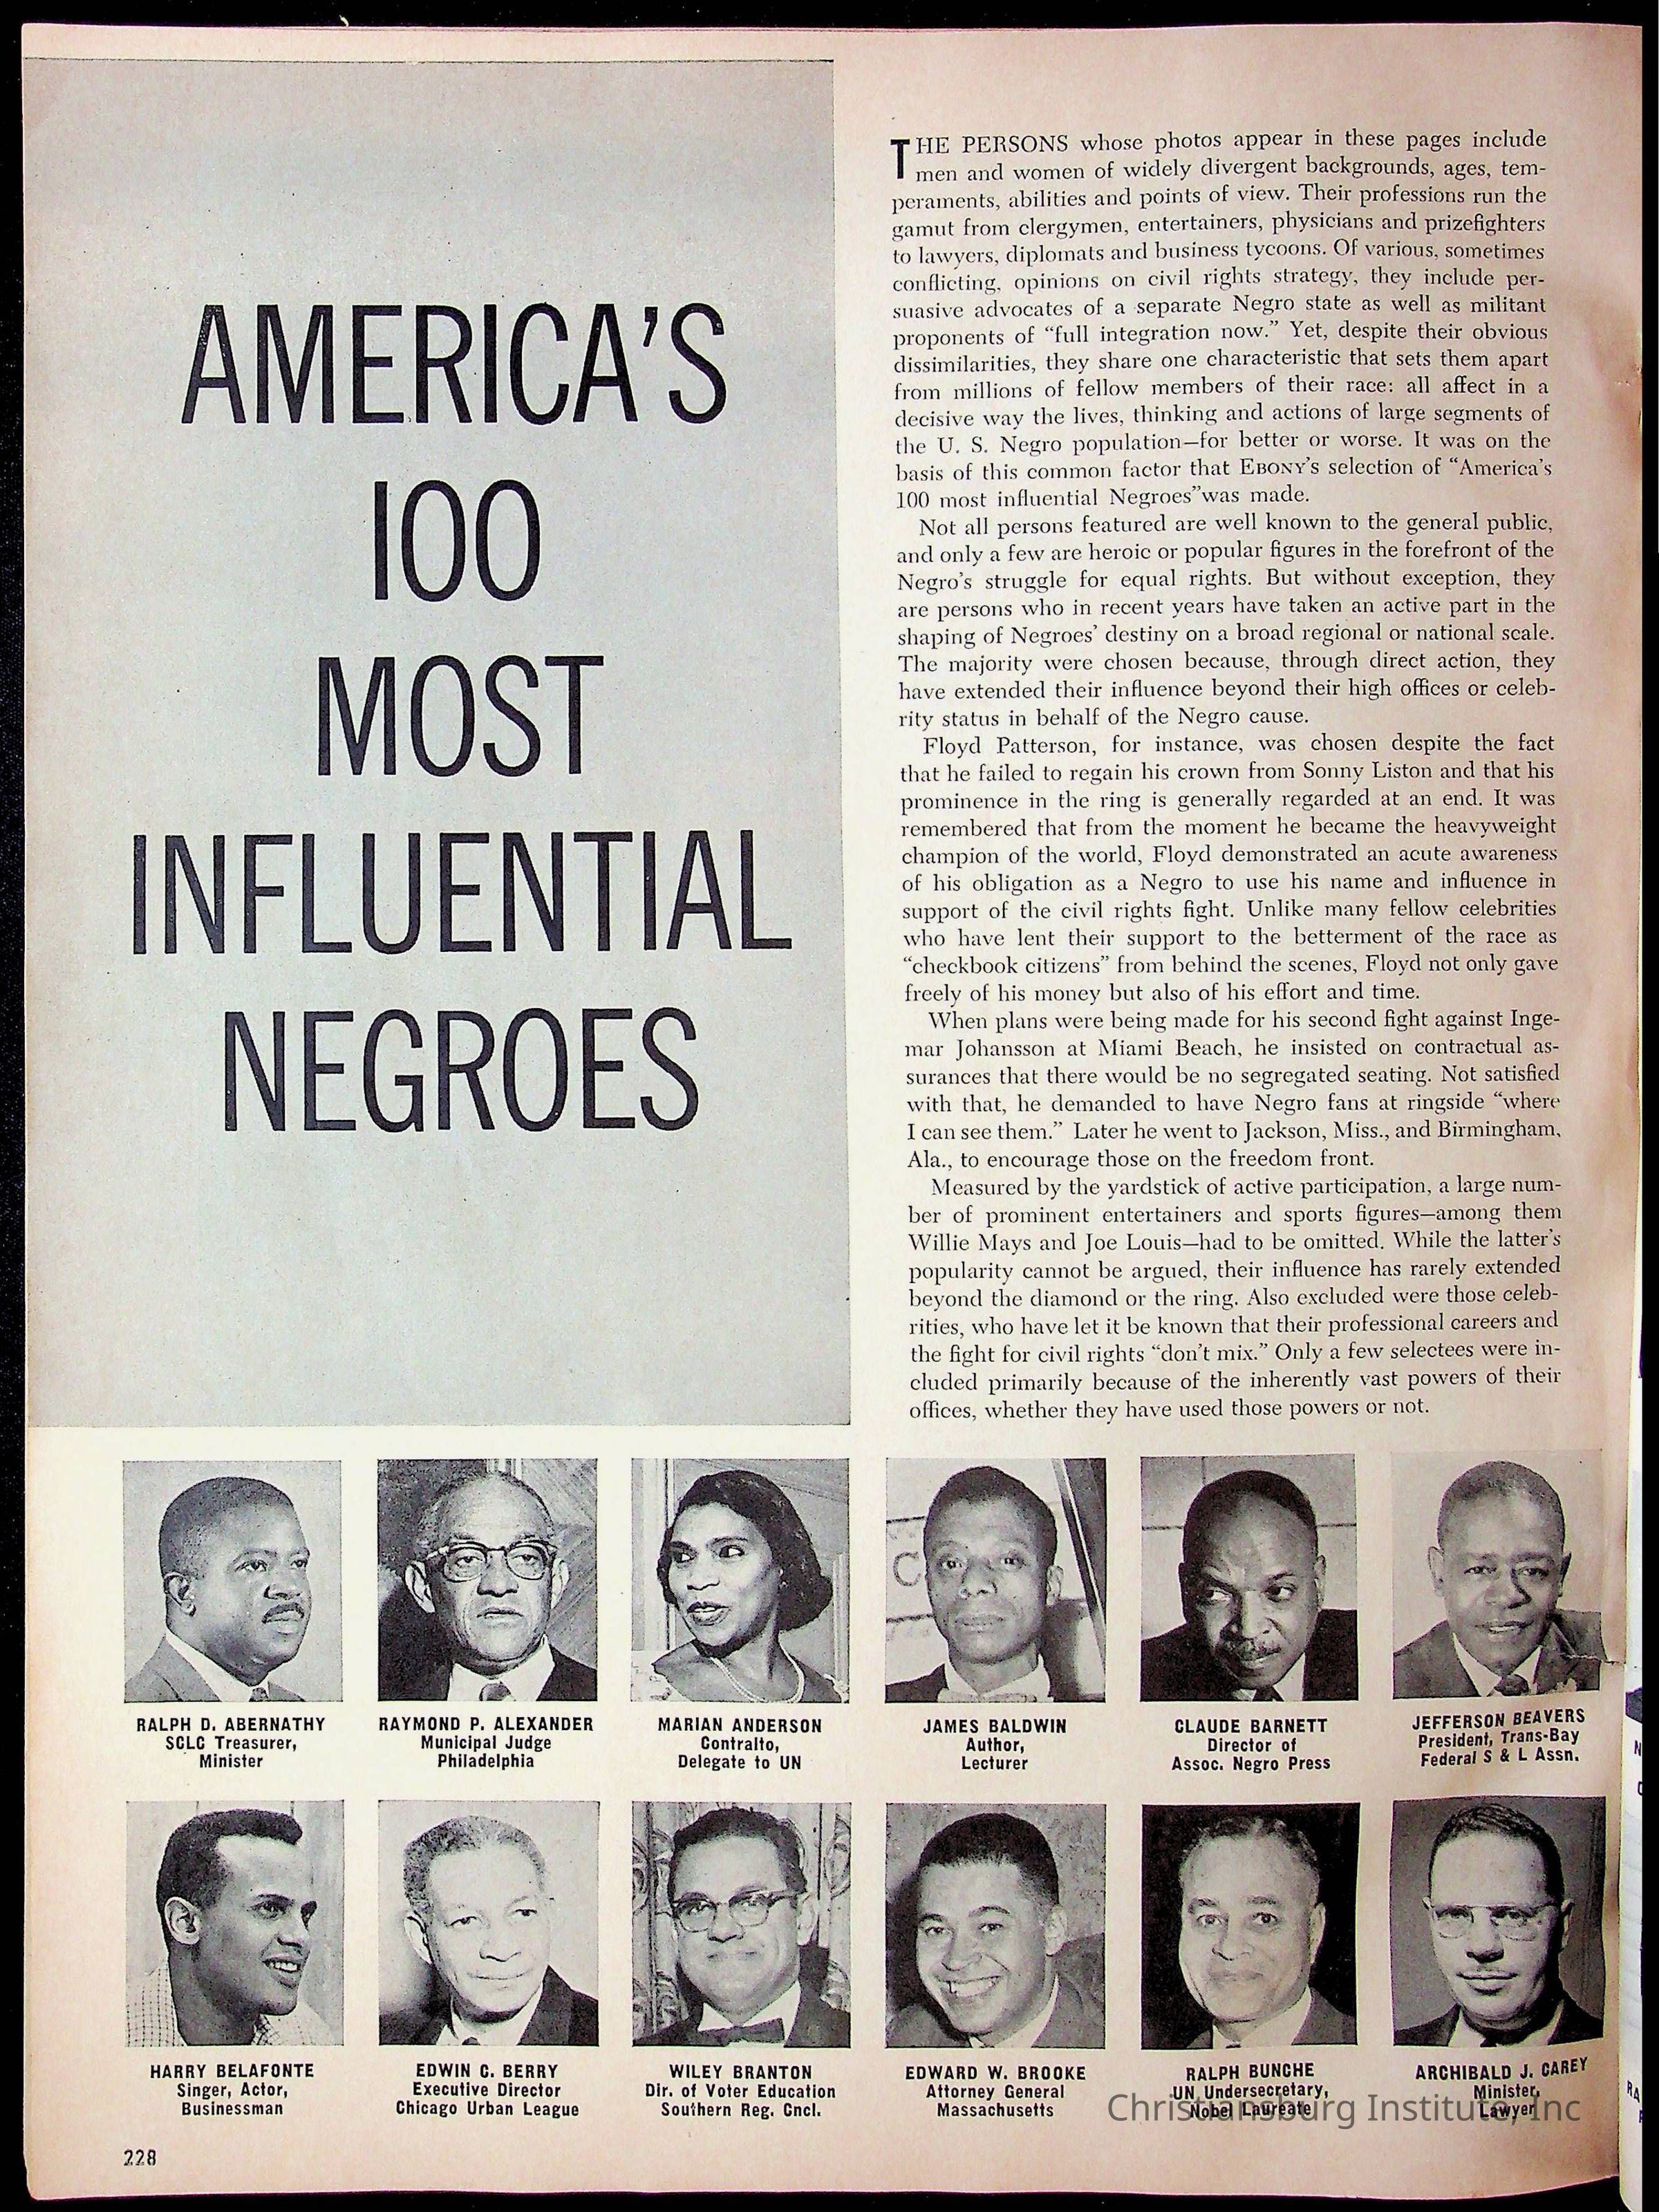 AMERICA'S
100
MOST
INFLUENTIAL
NEGROES
THE PERSONS whose photos appear in these pages include
men and women of widely divergent backgrounds, ages, tem-
peraments, abilities and points of view. Their professions run the
gamut from clergymen, entertainers, physicians and prizefighters
to lawyers, diplomats and business tycoons. Of various, sometimes
conflicting, opinions on civil rights strategy, they include per-
suasive advocates of a separate Negro state as well as militant
proponents of “full integration now.” Yet, despite their obvious
dissimilarities, they share one characteristic that sets them apart
from millions of fellow members of their race: all affect in a
decisive way the lives, thinking and actions of large segments of
the U. S. Negro population—for better or worse. It was on the
basis of this common factor that EBONY's selection of “America's
100 most influential Negroes”was made.
Not all persons featured are well known to the general public,
and only a few are heroic or popular figures in the forefront of the
Negro's struggle for equal rights. But without exception, they
are persons who in recent years have taken an active part in the
shaping of Negroes' destiny on a broad regional or national scale.
The majority were chosen because, through direct action, they
have extended their influence beyond their high offices or celeb-
rity status in behalf of the Negro cause.
Floyd Patterson, for instance, was chosen despite the fact
that he failed to regain his crown from Sonny Liston and that his
prominence in the ring is generally regarded at an end. It was
remembered that from the moment he became the heavyweight
champion of the world, Floyd demonstrated an acute awareness
of his obligation as a Negro to use his name and influence in
support of the civil rights fight. Unlike many fellow celebrities
who have lent their support to the betterment of the race as
“checkbook citizens” from behind the scenes, Floyd not only gave
freely of his money but also of his effort and time.
When plans were being made for his second fight against Inge-
mar Johansson at Miami Beach, he insisted on contractual as-
surances that there would be no segregated seating. Not satisfied
with that, he demanded to have Negro fans at ringside “where
I can see them.” Later he went to Jackson, Miss., and Birmingham,
Ala., to encourage those on the freedom front.
Measured by the yardstick of active participation, a large num-
ber of prominent entertainers and sports figures—among them
Willie Mays and Joe Louis—had to be omitted. While the latter's
popularity cannot be argued, their influence has rarely extended
beyond the diamond or the ring. Also excluded were those celeb-
rities, who have let it be known that their professional careers and
the fight for civil rights “don't mix.” Only a few selectees were in-
cluded primarily because of the inherently vast powers of their
offices, whether they have used those powers or not.
RALPH D. ABERNATHY
SCLC Treasurer,
Minister
RAYMOND P. ALEXANDER
Municipal Judge
Philadelphia
MARIAN ANDERSON
Contralto,
Delegate to UN
JAMES BALDWIN
Author,
Lecturer
CLAUDE BARNETT
Director of
Assoc. Negro Press
JEFFERSON BEAVERS
President, Trans-Bay
Federal S & L Assn.
HARRY BELAFONTE
Singer, Actor,
Businessman
EDWIN C. BERRY
Executive Director
Chicago Urban League
WILEY BRANTON
Dir. of Voter Education
Southern Reg. Cncl.
EDWARD W. BROOKE
Attorney General
Massachusetts
RALPH BUNCHE
UN Undersecretary,
Nobel Laureate
ARCHIBALD J. CAREY
Minister,
Lawyer
Christiansburg Institute, Inc
228